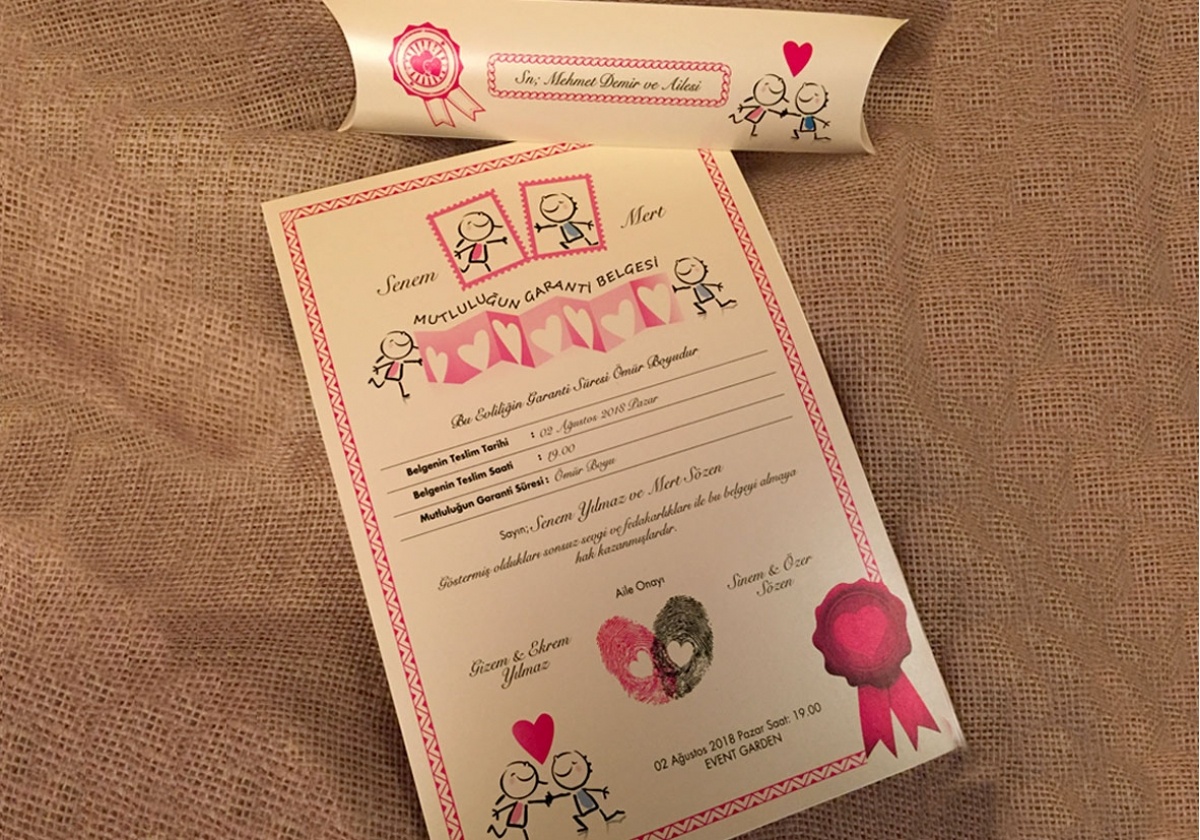 Sn; Mehmet Demir ve Ailesi
Senem
Mert
MUTLULUĞUN GARANTİ BELGESİ
Bu Evliliğin Garanti Süresi Ömür Boyudur
Belgenin Teslim Tarihi : 02 Ağustos 2018 Pazar
Belgenin Teslim Saati : 19.00
Mutluluğun Garanti Süresi : Ömür Boyu
Sayın; Senem Yılmaz ve Mert Sözen
Göstermiş oldukları sonsuz sevgi ve fedakarlıkları ile bu belgeyi almaya
hak kazanmışlardır.
Aile Onayı
Gizem & Ekrem
Yılmaz
Sinem & Özer
Sözen
02 Ağustos 2018 Pazar Saat: 19.00
EVENT GARDEN